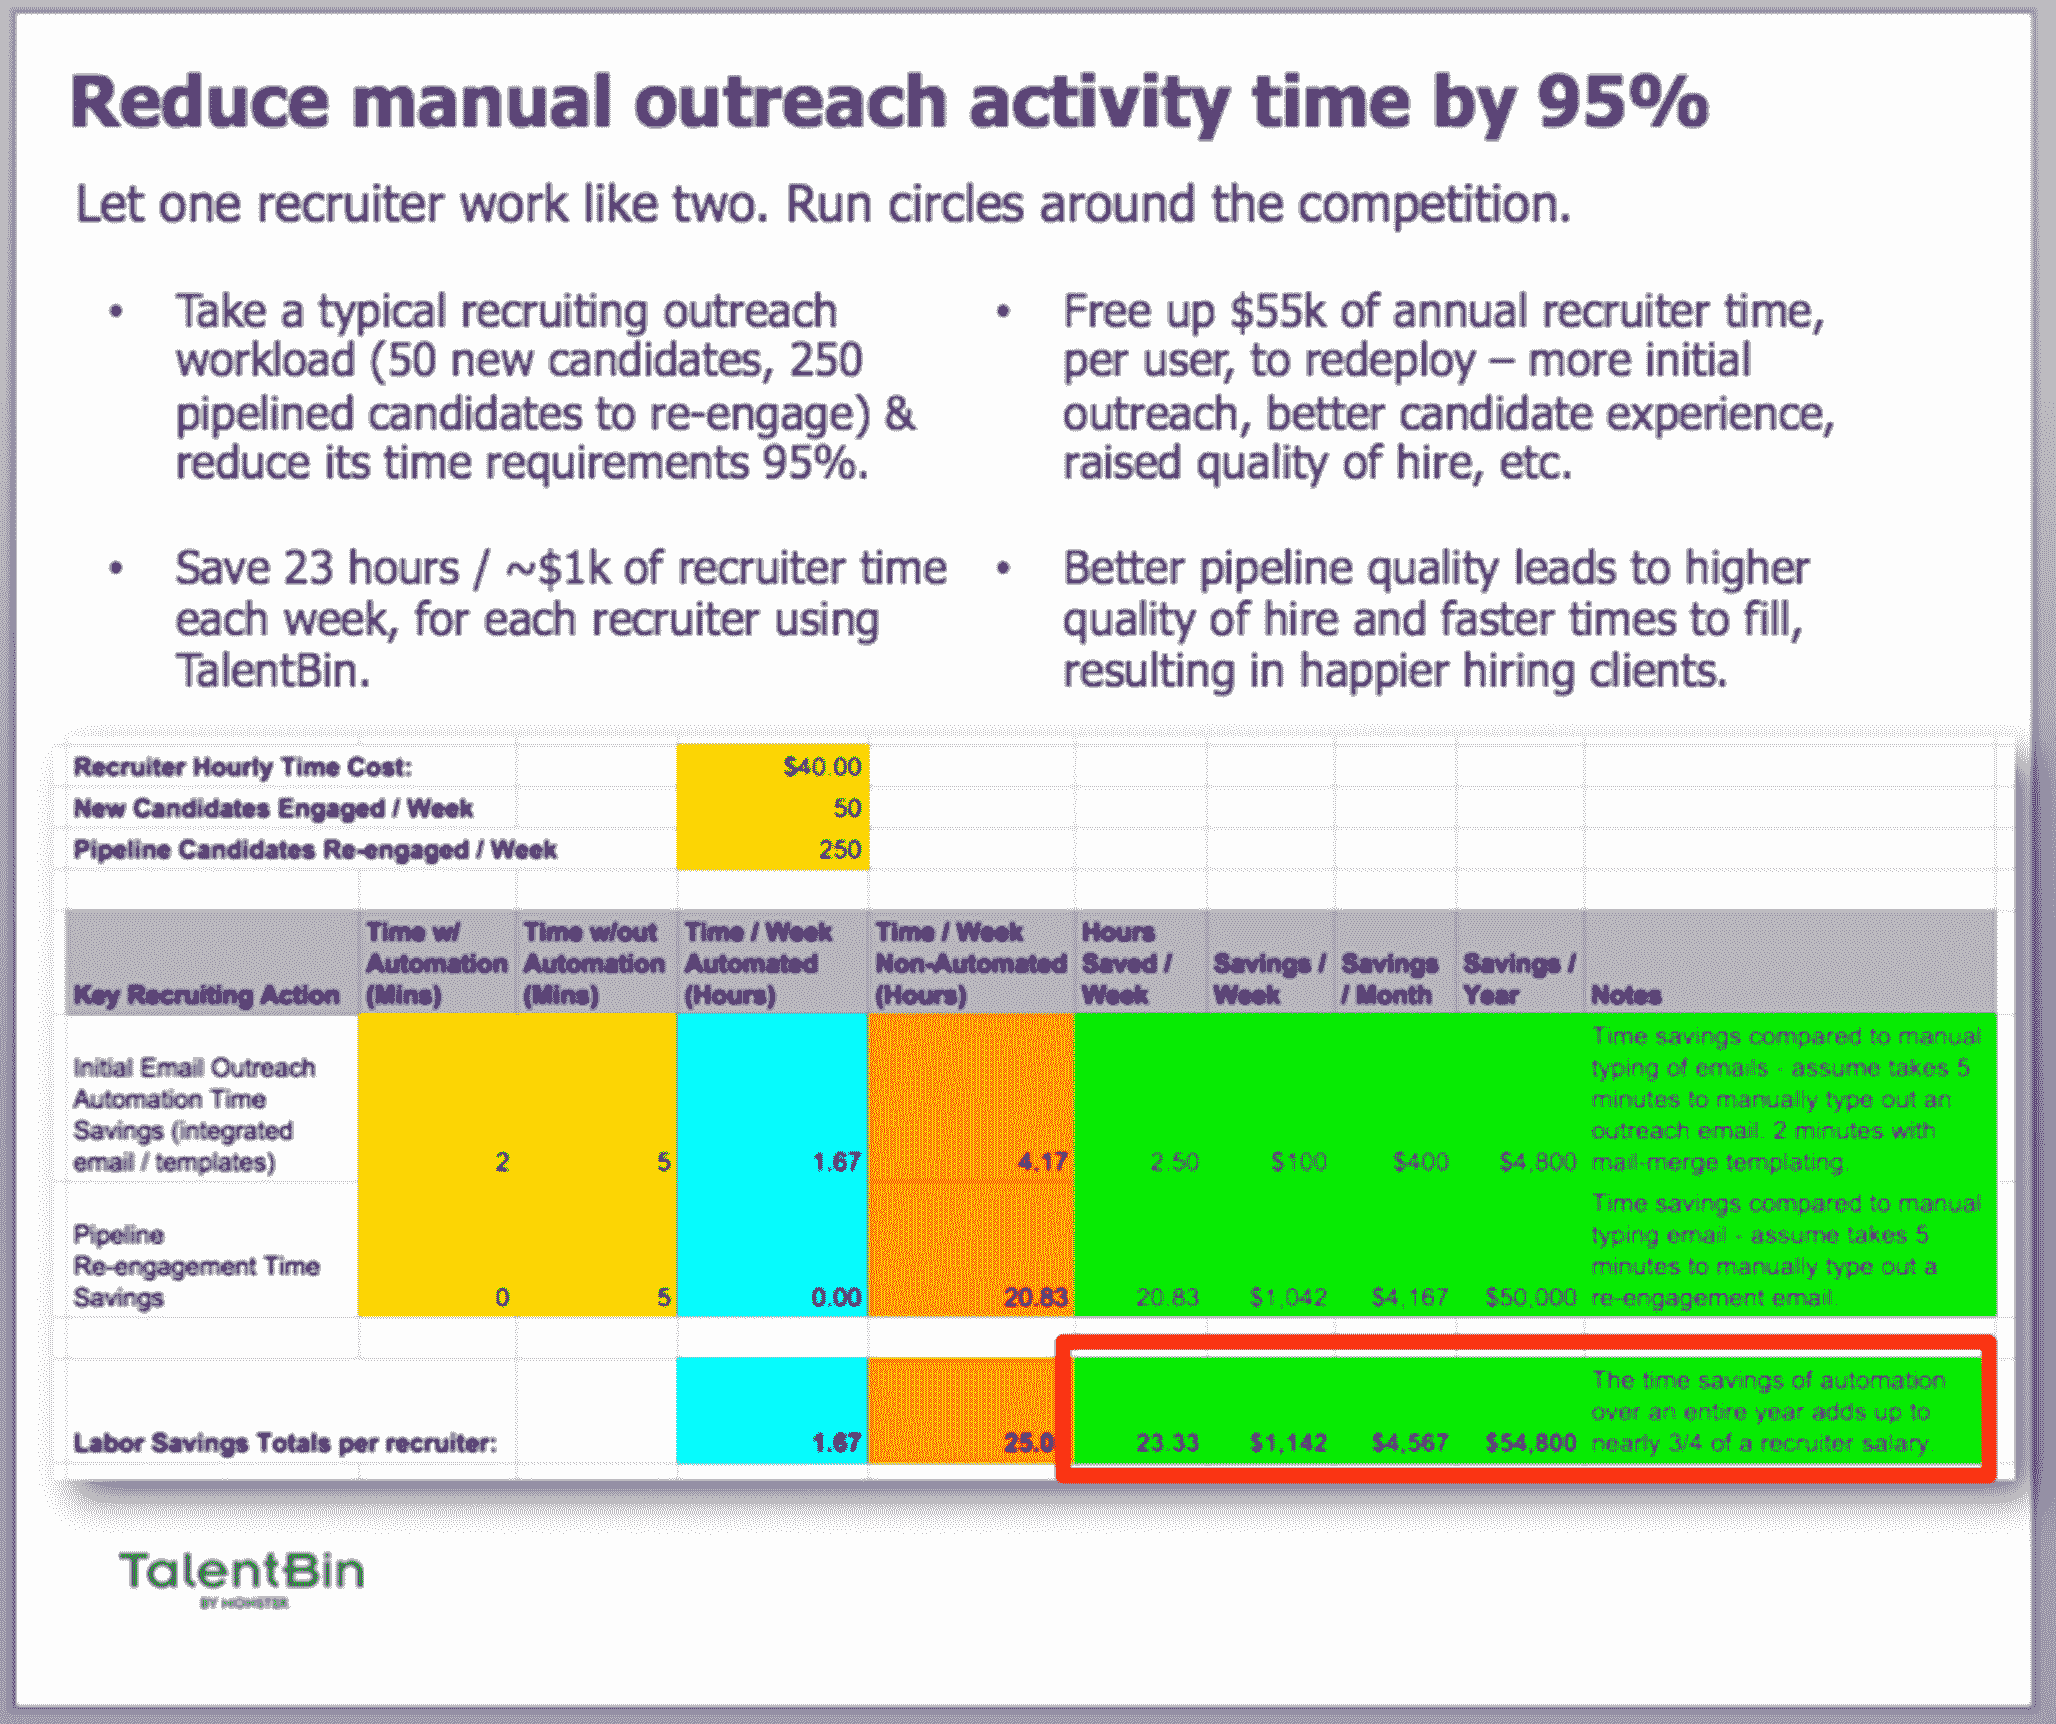 Reduce manual outreach activity time by 95%
Let one recruiter work like two. Run circles around the competition.
• Take a typical recruiting outreach
workload (50 new candidates, 250
pipelined candidates to re-engage) &
reduce its time requirements 95%.
• Save 23 hours / ~$1k of recruiter time
each week, for each recruiter using
TalentBin.
• Free up $55k of annual recruiter time,
per user, to redeploy – more initial
outreach, better candidate experience,
raised quality of hire, etc.
• Better pipeline quality leads to higher
quality of hire and faster times to fill,
resulting in happier hiring clients.
Recruiter Hourly Time Cost: $40.00
New Candidates Engaged / Week 50
Pipeline Candidates Re-engaged / Week 250
Key Recruiting Action
Time w/
Automation
(Mins)
Time w/out
Automation
(Mins)
Time / Week
Automated
(Hours)
Time / Week
Non-Automated
(Hours)
Hours
Saved /
Week
Savings /
Week
Savings
/ Month
Savings /
Year
Notes
Initial Email Outreach
Automation Time
Savings (integrated
email / templates)
2 5 1.67 4.17 2.50 $100 $400 $4,800
Time savings compared to manual
typing of emails - assume takes 5
minutes to manually type out an
outreach email. 2 minutes with
mail-merge templating.
Pipeline
Re-engagement Time
Savings
0 5 0.00 20.83 20.83 $1,042 $4,167 $50,000
Time savings compared to manual
typing email - assume takes 5
minutes to manually type out a
re-engagement email.
Labor Savings Totals per recruiter: 1.67 25.0 23.33 $1,142 $4,567 $54,800
The time savings of automation
over an entire year adds up to
nearly 3/4 of a recruiter salary.
TalentBin
BY MONSTER